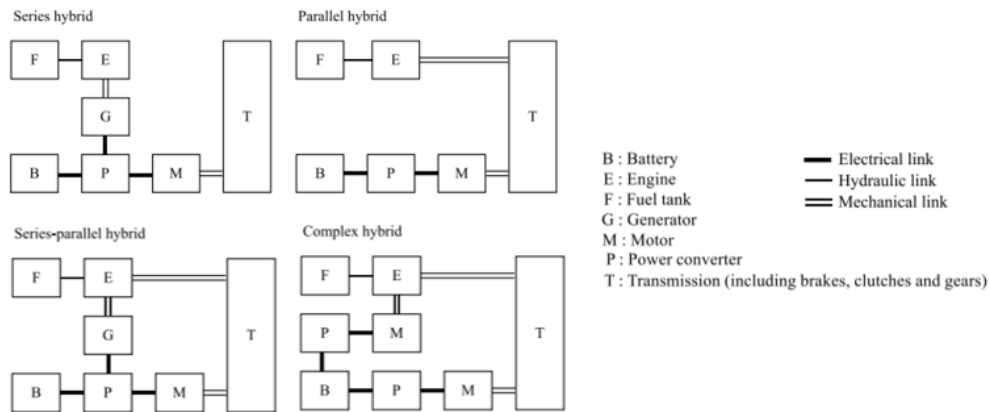 Series hybrid
F E
G
B P M
T
Parallel hybrid
F E
B P M
T
Series-parallel hybrid
F E
G
B P M
T
Complex hybrid
F E
P M
B P M
T
B : Battery
E : Engine
F : Fuel tank
G : Generator
M : Motor
P : Power converter
T : Transmission (including brakes, clutches and gears)
Electrical link
Hydraulic link
Mechanical link